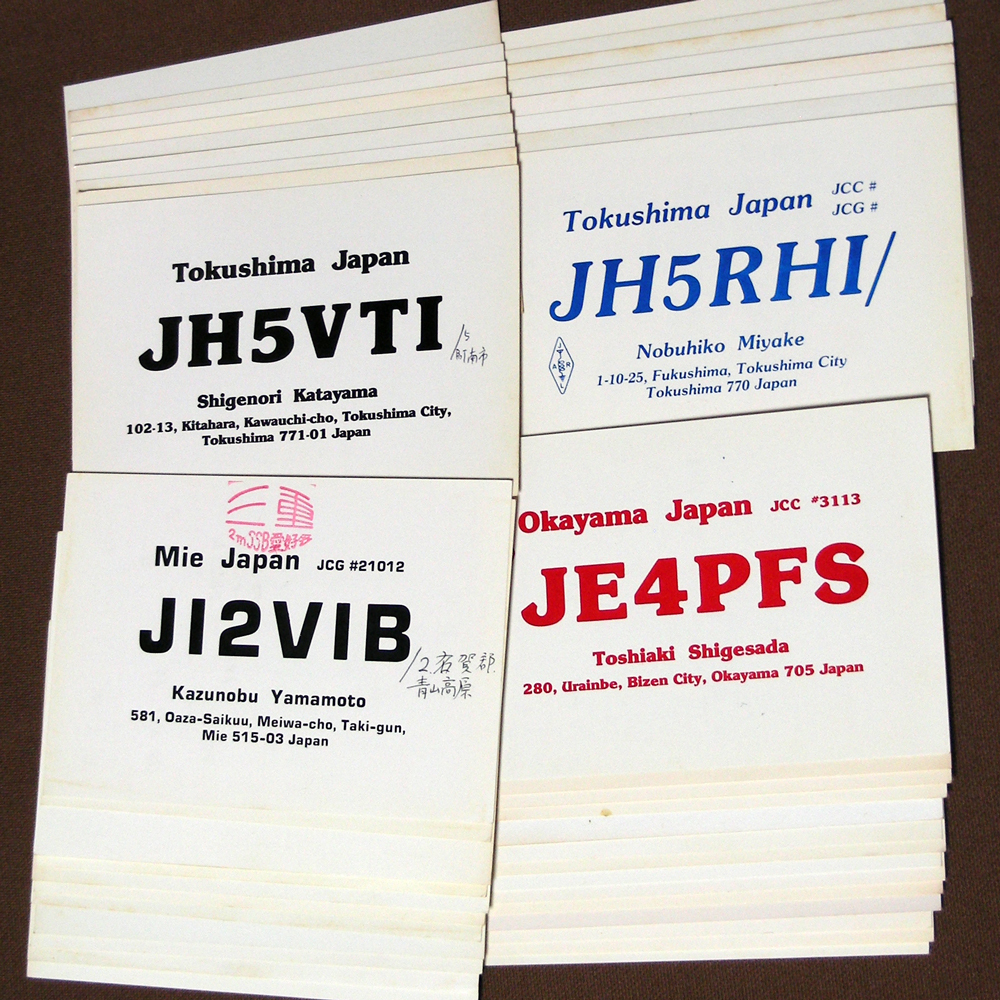 Tokushima Japan
JH5VTI
/5
阿南市
Shigenori Katayama
102-13, Kitahara, Kawauchi-cho, Tokushima City,
Tokushima 771-01 Japan
Tokushima Japan
JCC #
JCG #
JH5RHI/
JARL
Nobuhiko Miyake
1-10-25, Fukushima, Tokushima City
Tokushima 770 Japan
三重
2mSSB愛好会
Mie Japan JCG #21012
JI2VIB
/2.名賀郡.
青山高原
Kazunobu Yamamoto
581, Oaza-Saikuu, Meiwa-cho, Taki-gun,
Mie 515-03 Japan
Okayama Japan JCC #3113
JE4PFS
Toshiaki Shigesada
280, Urainbe, Bizen City, Okayama 705 Japan